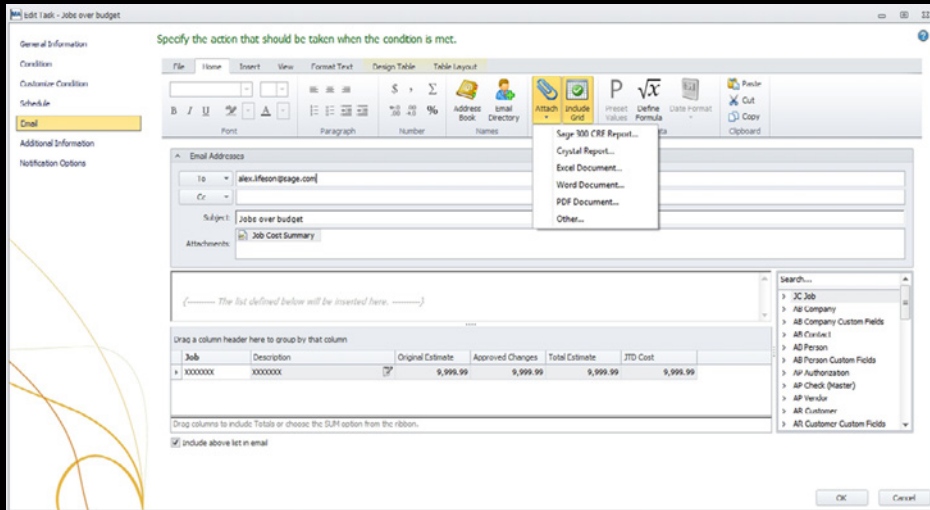 Edit Task - Jobs over budget
General Information
Condition
Customize Condition
Schedule
Email
Additional Information
Notification Options
Specify the action that should be taken when the condition is met.
File Home Insert View Format Text Design Table Table Layout
B I U A
Font
Paragraph
$ , Σ
%
Number
Address Book
Email Directory
Names
Attach
Include Grid
Preset Values
Define Formula
Date Format
Paste
Cut
Copy
Clipboard
Sage 300 CRE Report...
Crystal Report...
Excel Document...
Word Document...
PDF Document...
Other...
Email Addresses
To alex.lifeson@sage.com
Cc
Subject: Jobs over budget
Attachments: Job Cost Summary
{------- The list defined below will be inserted here. -------}
Drag a column header here to group by that column
Job Description Original Estimate Approved Changes Total Estimate JTD Cost
XXXXXXX XXXXXXX 9,999.99 9,999.99 9,999.99 9,999.99
Drag columns to include Totals or choose the SUM option from the ribbon.
Include above list in email
Search....
JC Job
AB Company
AB Company Custom Fields
AB Contact
AB Person
AB Person Custom Fields
AP Authorization
AP Check (Master)
AP Vendor
AR Customer
AR Customer Custom Fields
OK Cancel